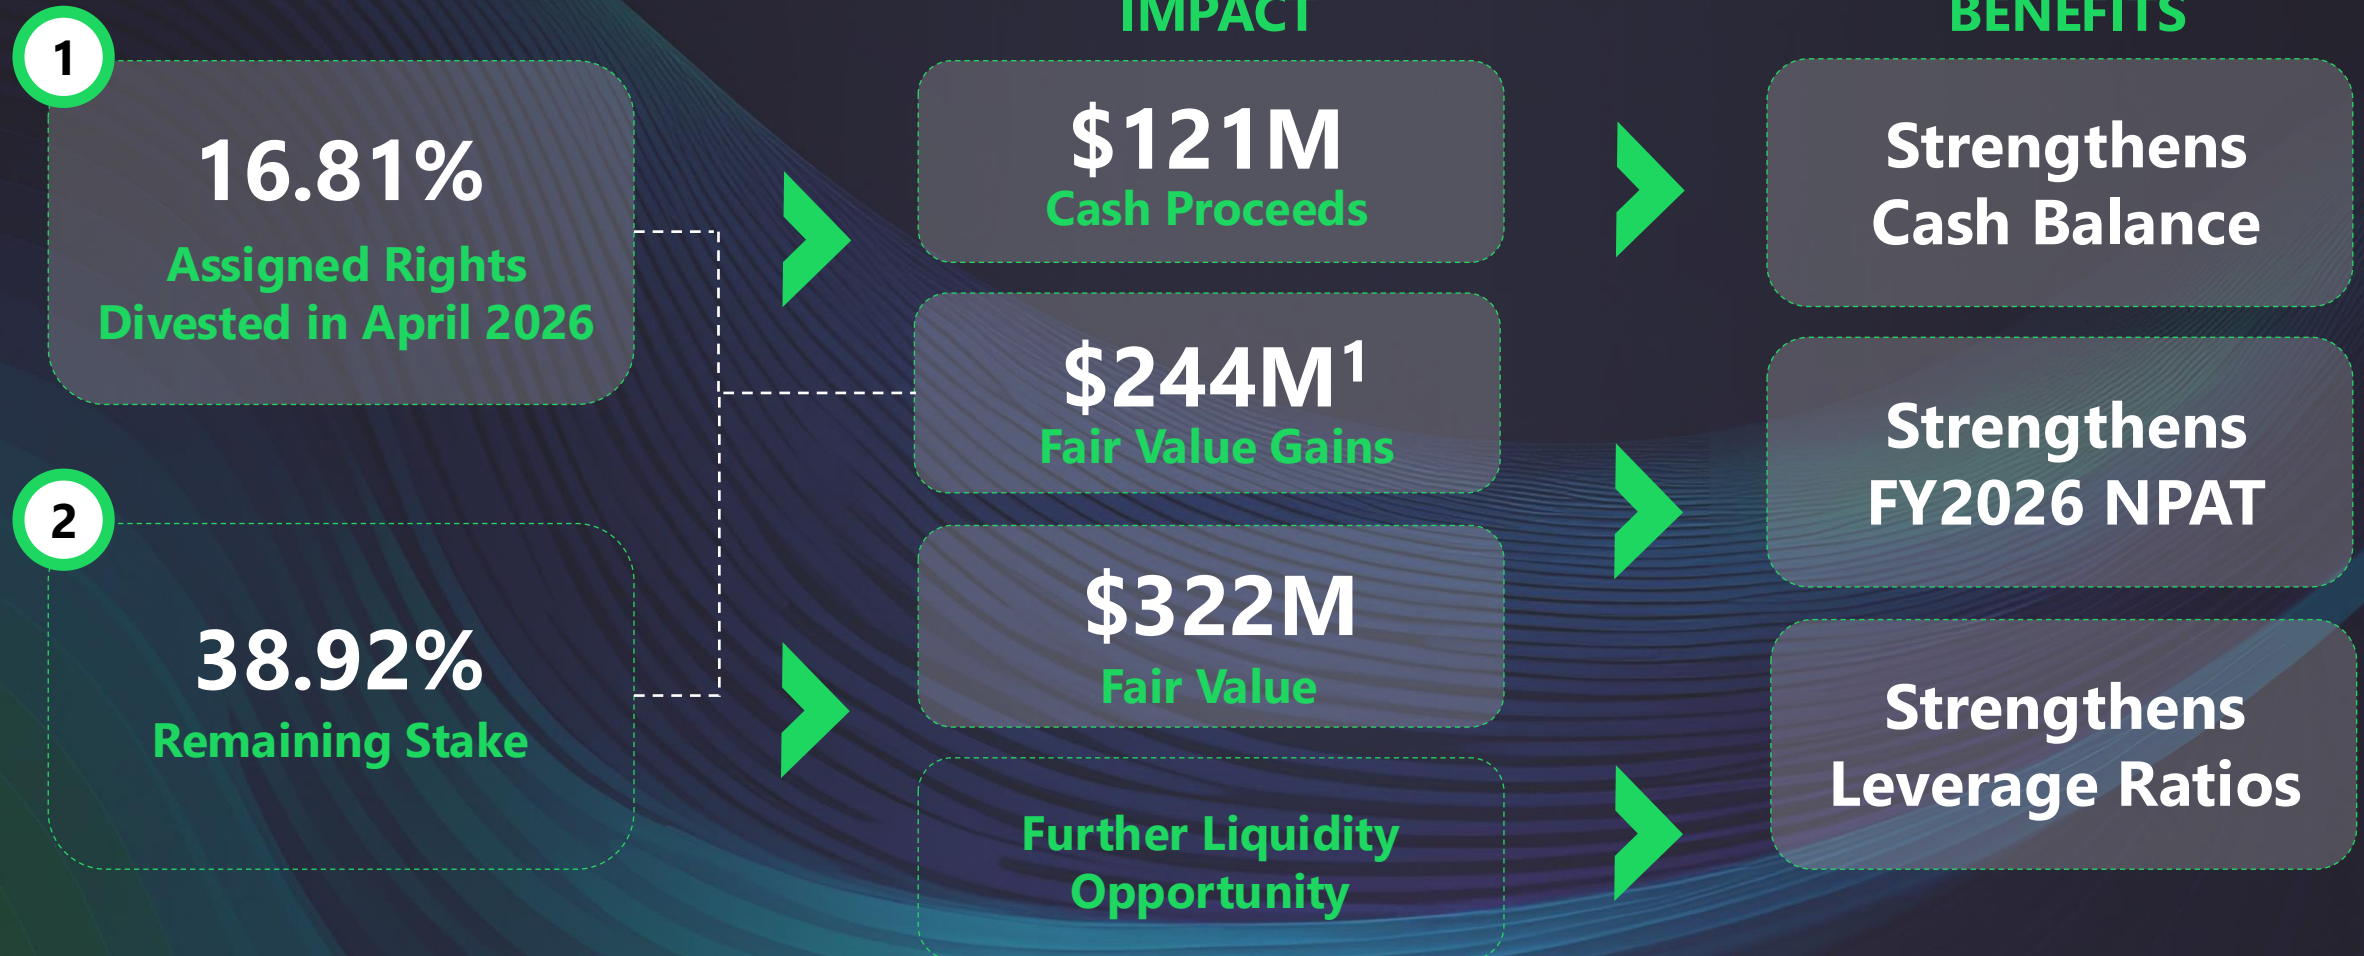 IMPACT
BENEFITS
1
16.81%
Assigned Rights
Divested in April 2026
$121M
Cash Proceeds
Strengthens
Cash Balance
$244M¹
Fair Value Gains
Strengthens
FY2026 NPAT
2
38.92%
Remaining Stake
$322M
Fair Value
Strengthens
Leverage Ratios
Further Liquidity
Opportunity